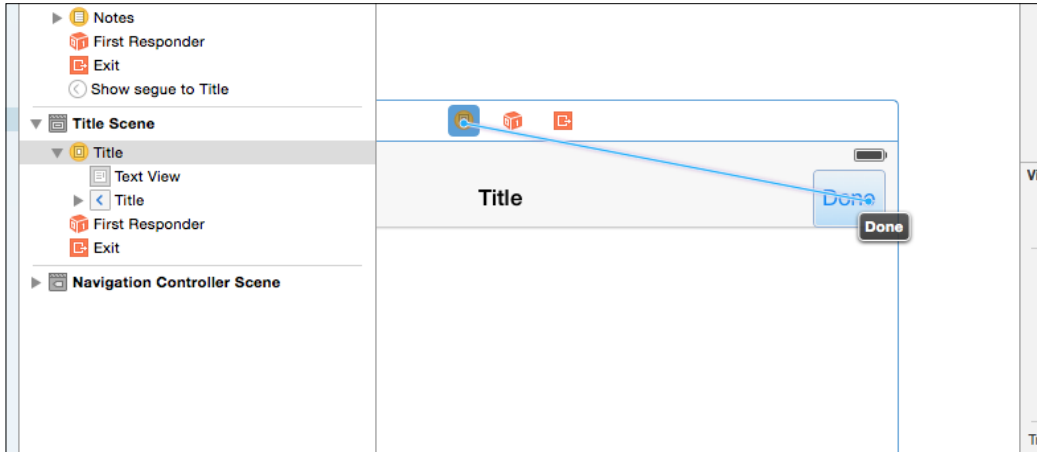 Notes
First Responder
Exit
Show segue to Title
Title Scene
Title
Text View
Title
First Responder
Exit
Navigation Controller Scene
Title
Done
Done
Vi